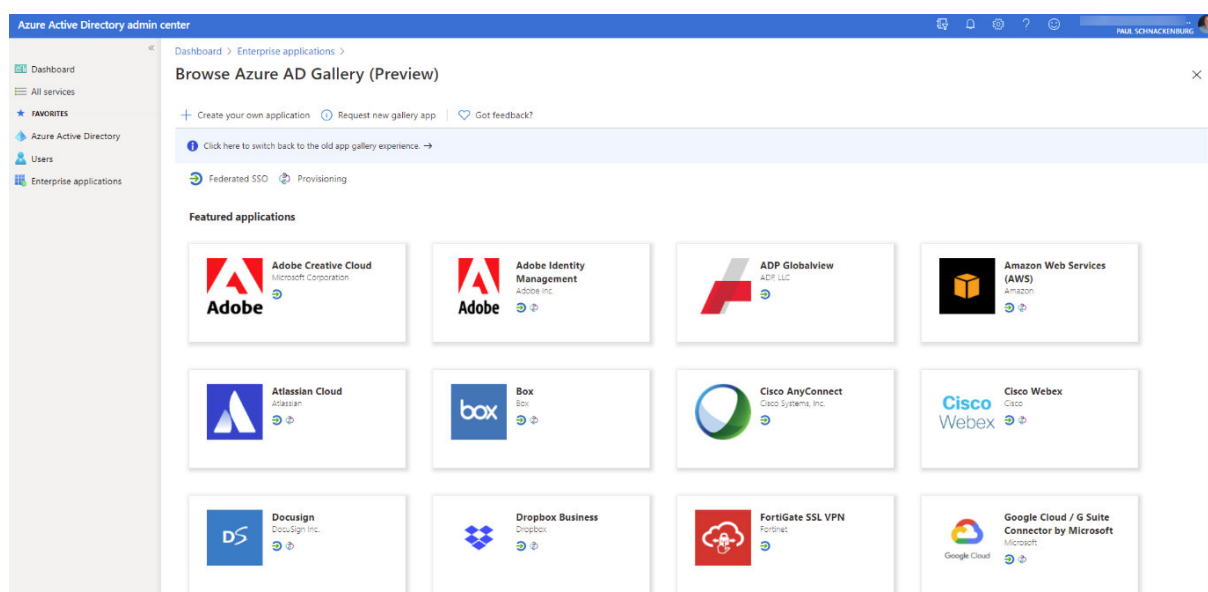 Azure Active Directory admin center
PAUL SCHNACKENBURG
«
Dashboard
All services
FAVORITES
Azure Active Directory
Users
Enterprise applications
Dashboard > Enterprise applications >
Browse Azure AD Gallery (Preview)
Create your own application
Request new gallery app
Got feedback?
Click here to switch back to the old app gallery experience. →
Federated SSO
Provisioning
Featured applications
Adobe
Adobe Creative Cloud
Microsoft Corporation
Adobe
Adobe Identity
Management
Adobe Inc.
ADP Globalview
ADP, LLC
Amazon Web Services
(AWS)
Amazon
Atlassian Cloud
Atlassian
box
Box
Box
Cisco AnyConnect
Cisco Systems, Inc.
Cisco
Webex
Cisco Webex
Cisco
DS
Docusign
DocuSign Inc.
Dropbox Business
Dropbox
FortiGate SSL VPN
Fortinet
Google Cloud
Google Cloud / G Suite
Connector by Microsoft
Microsoft